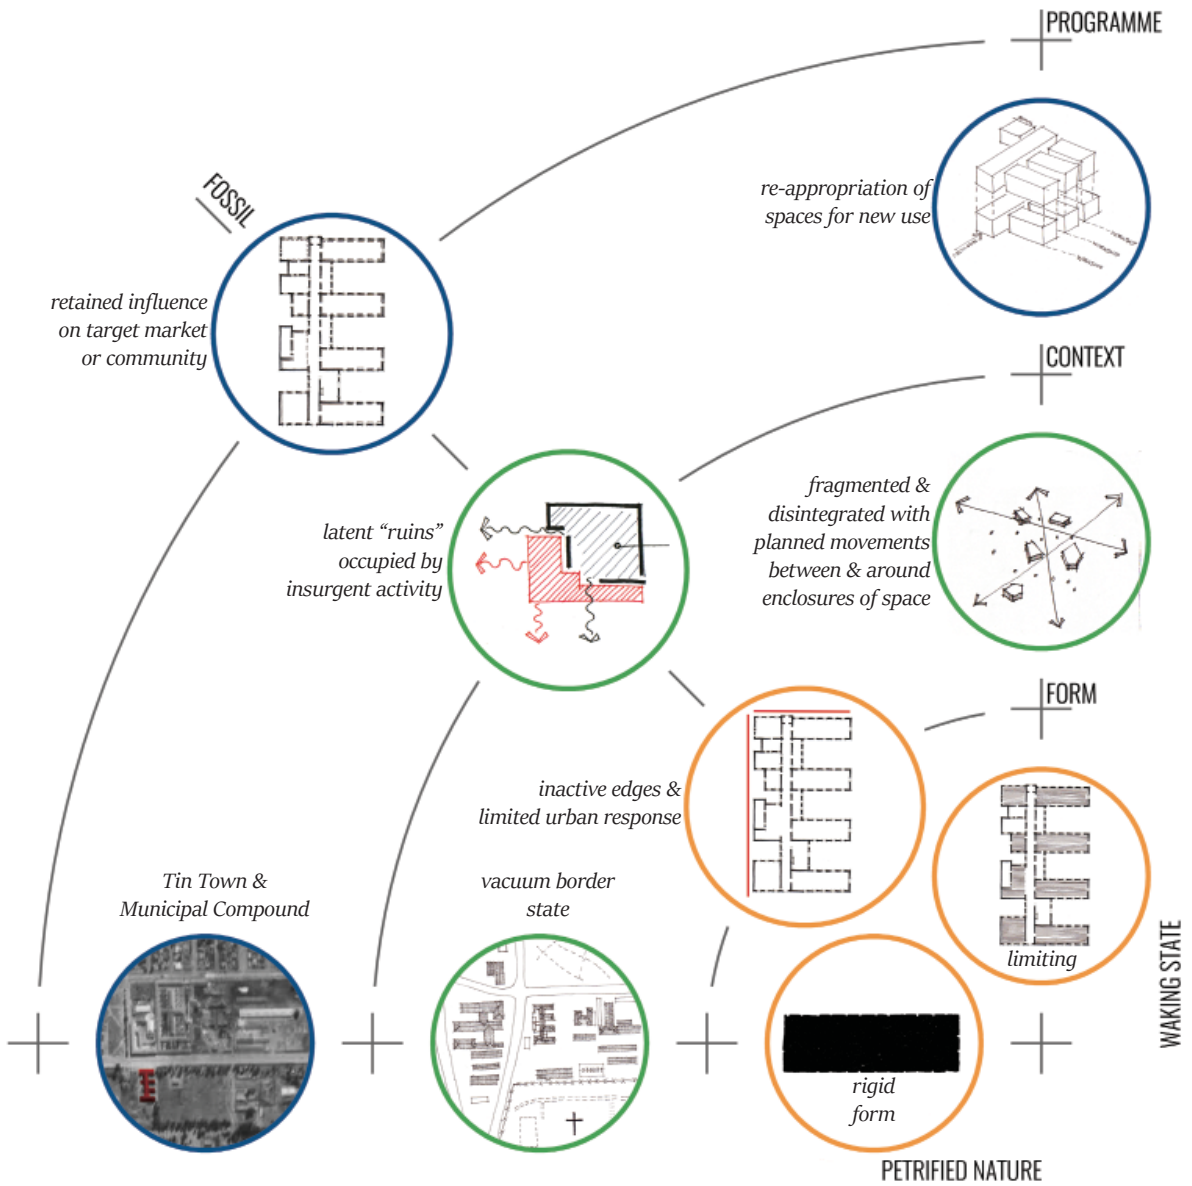 PROGRAMME
re-appropriation of
spaces for new use
FOSSIL
retained influence
on target market
or community
CONTEXT
fragmented &
disintegrated with
planned movements
between & around
enclosures of space
latent “ruins”
occupied by
insurgent activity
FORM
inactive edges &
limited urban response
limiting
Tin Town &
Municipal Compound
vacuum border
state
rigid
form
WAKING STATE
PETRIFIED NATURE